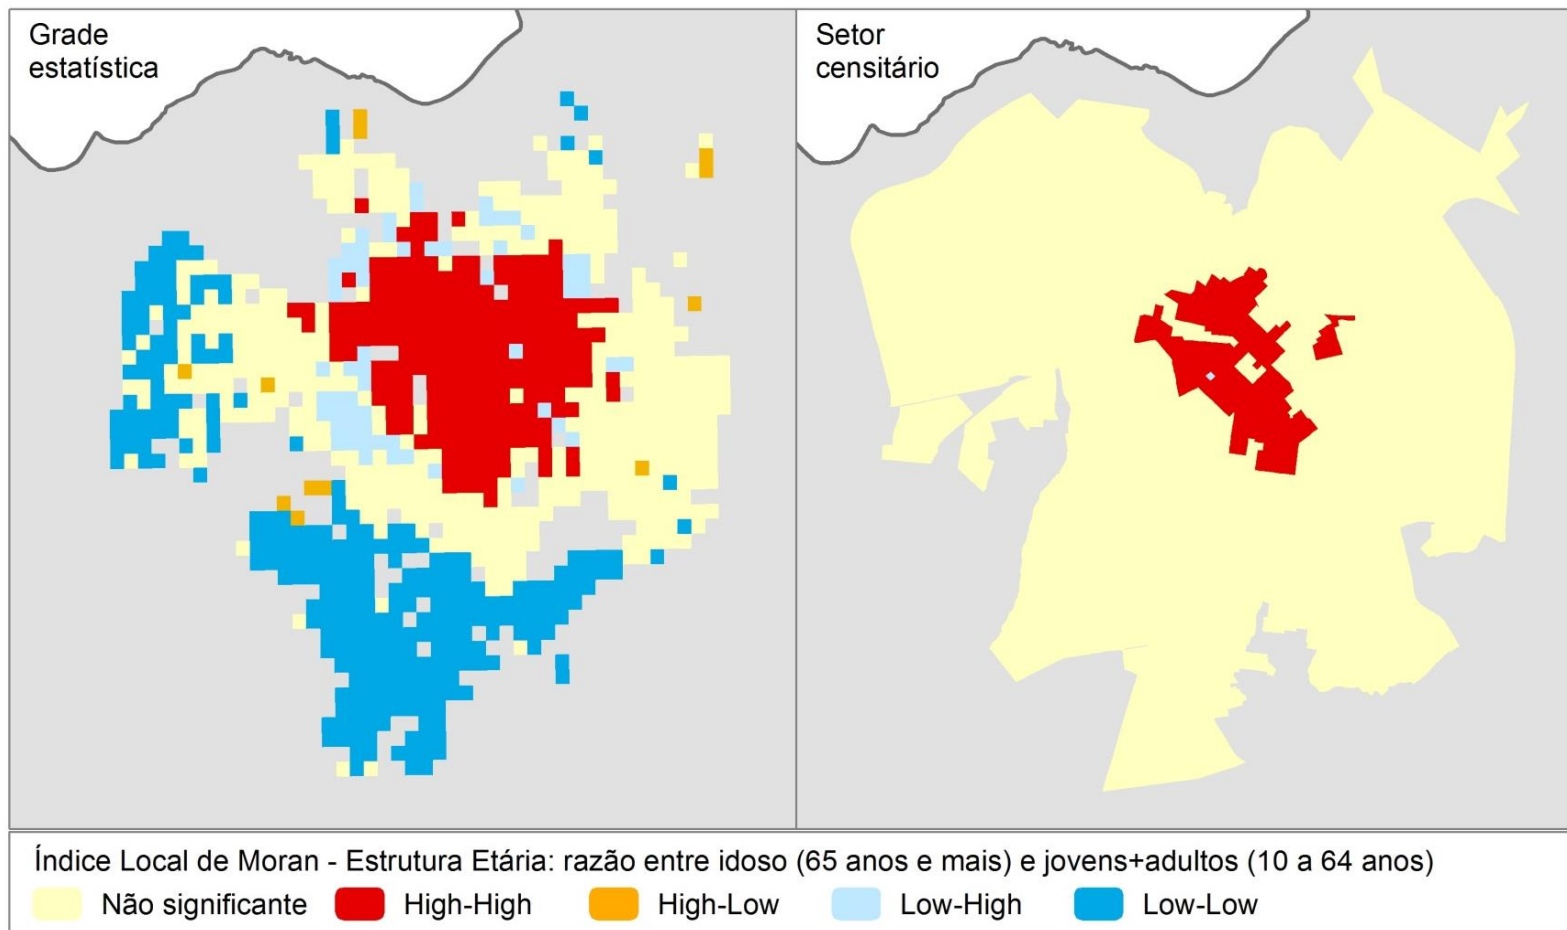 Grade
estatística
Setor
censitário
Índice Local de Moran - Estrutura Etária: razão entre idoso (65 anos e mais) e jovens+adultos (10 a 64 anos)
Não significante
High-High
High-Low
Low-High
Low-Low